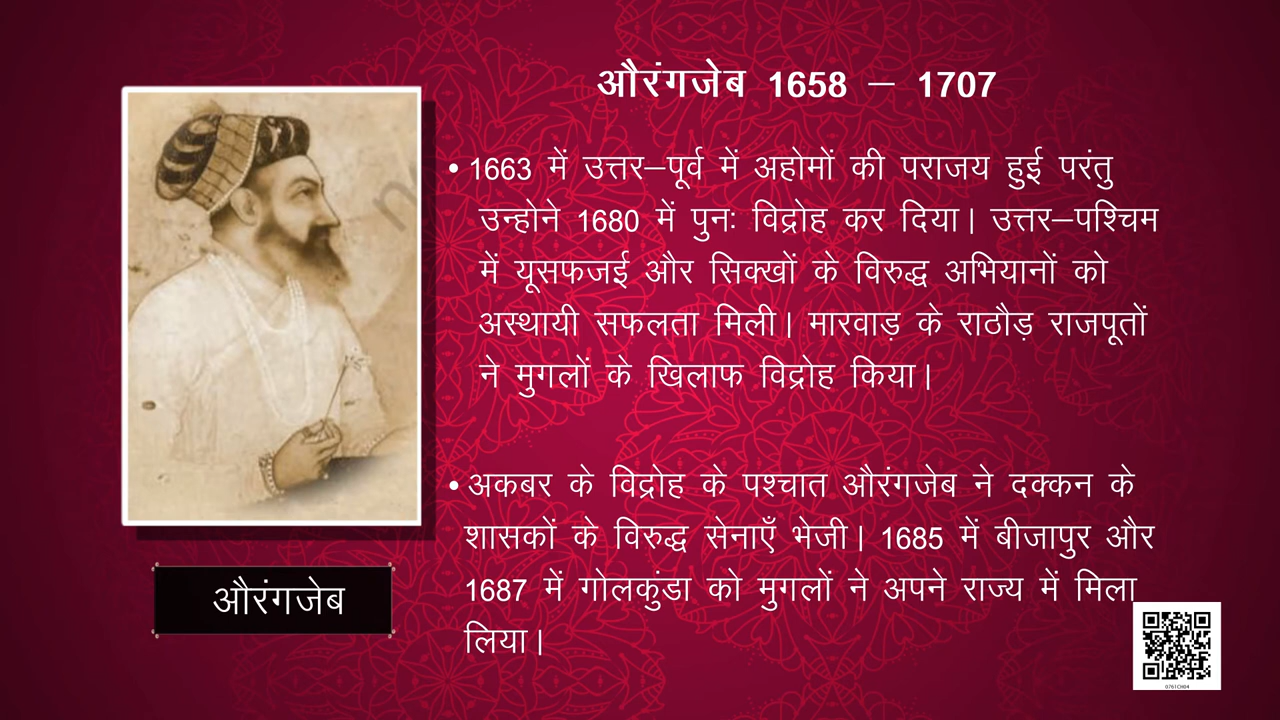 औरंगजेब 1658 – 1707
• 1663 में उत्तर–पूर्व में अहोमों की पराजय हुई परंतु
उन्होने 1680 में पुनः विद्रोह कर दिया। उत्तर–पश्चिम
में यूसफजई और सिक्खों के विरुद्ध अभियानों को
अस्थायी सफलता मिली। मारवाड़ के राठौड़ राजपूतों
ने मुगलों के खिलाफ विद्रोह किया।
• अकबर के विद्रोह के पश्चात औरंगजेब ने दक्कन के
शासकों के विरुद्ध सेनाएँ भेजी। 1685 में बीजापुर और
1687 में गोलकुंडा को मुगलों ने अपने राज्य में मिला
लिया।
औरंगजेब
0761CH04